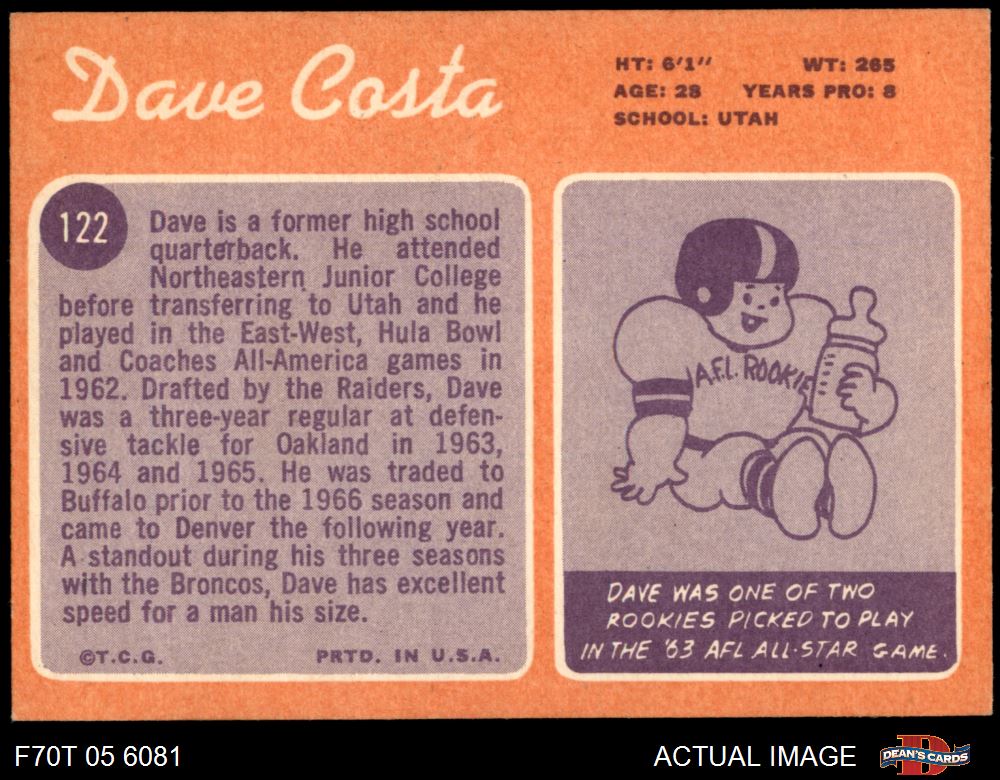 Dave Costa
HT: 6'1" WT: 265
AGE: 28 YEARS PRO: 8
SCHOOL: UTAH
122
Dave is a former high school
quarterback. He attended
Northeastern Junior College
before transferring to Utah and he
played in the East-West, Hula Bowl
and Coaches All-America games in
1962. Drafted by the Raiders, Dave
was a three-year regular at defen-
sive tackle for Oakland in 1963,
1964 and 1965. He was traded to
Buffalo prior to the 1966 season and
came to Denver the following year.
A standout during his three seasons
with the Broncos, Dave has excellent
speed for a man his size.
©T.C.G. PRTD. IN U.S.A.
A.F.L. ROOKIE
DAVE WAS ONE OF TWO
ROOKIES PICKED TO PLAY
IN THE '63 AFL ALL-STAR GAME.
F70T 05 6081 ACTUAL IMAGE
D
DEAN'S CARDS